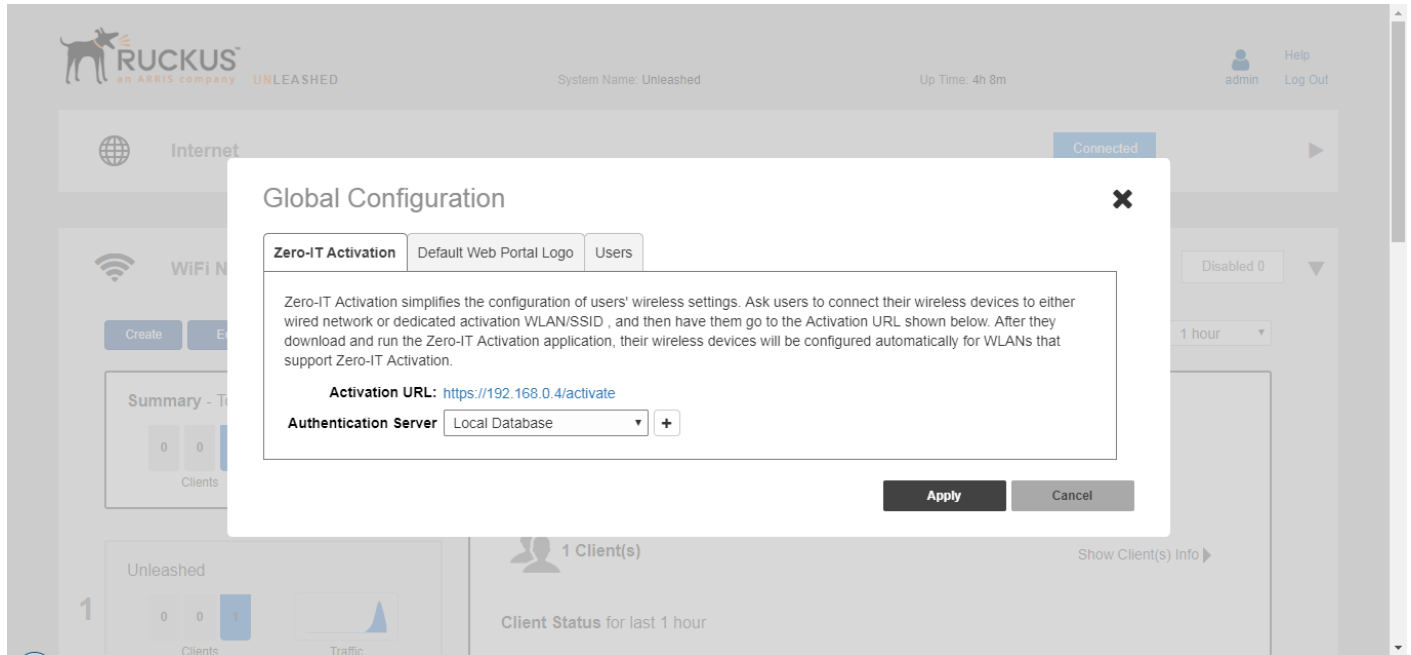 RUCKUS™
an ARRIS company UNLEASHED
System Name: Unleashed
Up Time: 4h 8m
admin
Help
Log Out
Internet
Connected
Global Configuration
Zero-IT Activation
Default Web Portal Logo
Users
Zero-IT Activation simplifies the configuration of users' wireless settings. Ask users to connect their wireless devices to either
wired network or dedicated activation WLAN/SSID , and then have them go to the Activation URL shown below. After they
download and run the Zero-IT Activation application, their wireless devices will be configured automatically for WLANs that
support Zero-IT Activation.
Activation URL: https://192.168.0.4/activate
Authentication Server Local Database +
Apply
Cancel
WiFi N
Disabled 0
Create
1 hour
Summary
0 0
Clients
1 Client(s)
Show Client(s) Info
Unleashed
1
0 0 1
Clients
Traffic
Client Status for last 1 hour